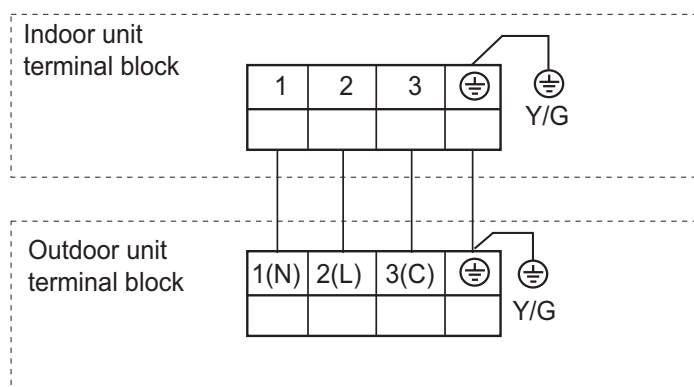 Indoor unit
terminal block
1 2 3
Y/G
Outdoor unit
terminal block
1(N) 2(L) 3(C)
Y/G